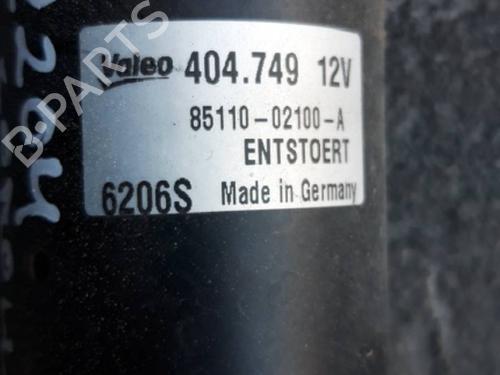 B-PARTS
Valeo 404.749 12V
85110-02100-A
ENTSTOERT
6206S Made in Germany